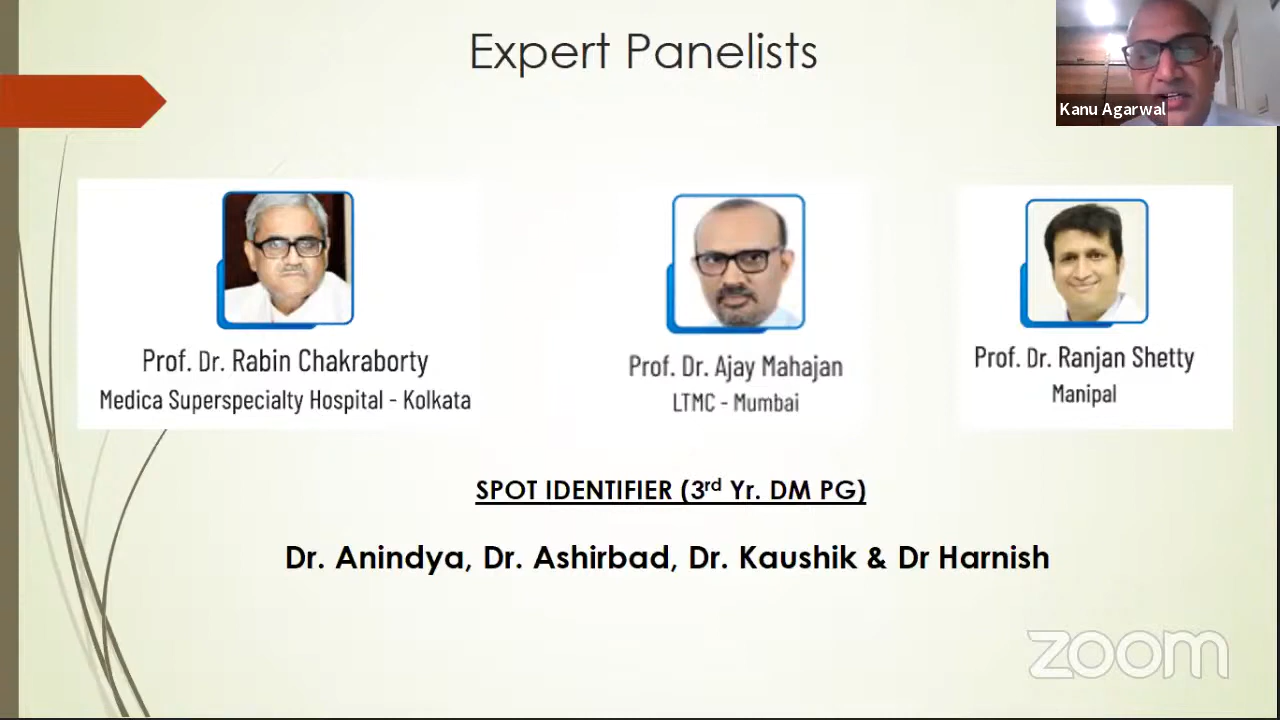 Expert Panelists
Kanu Agarwal
Prof. Dr. Rabin Chakraborty
Medica Superspecialty Hospital - Kolkata
Prof. Dr. Ajay Mahajan
LTMC - Mumbai
Prof. Dr. Ranjan Shetty
Manipal
SPOT IDENTIFIER (3rd Yr. DM PG)
Dr. Anindya, Dr. Ashirbad, Dr. Kaushik & Dr Harnish
zoom